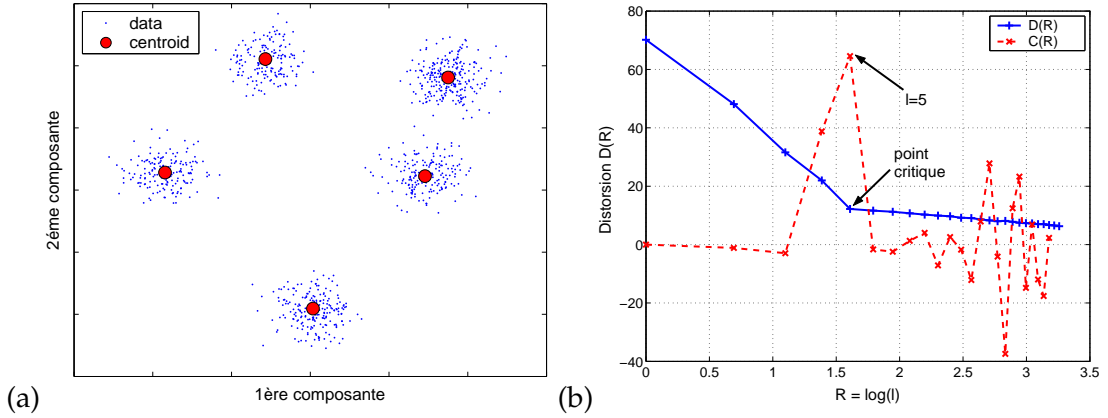 data
centroid
2éme composante
1ère composante
(a)
D(R)
C(R)
l=5
point
critique
Distorsion D(R)
80
60
40
20
0
−20
−40
0
0.5
1
1.5
2
2.5
3
3.5
R = log(l)
(b)